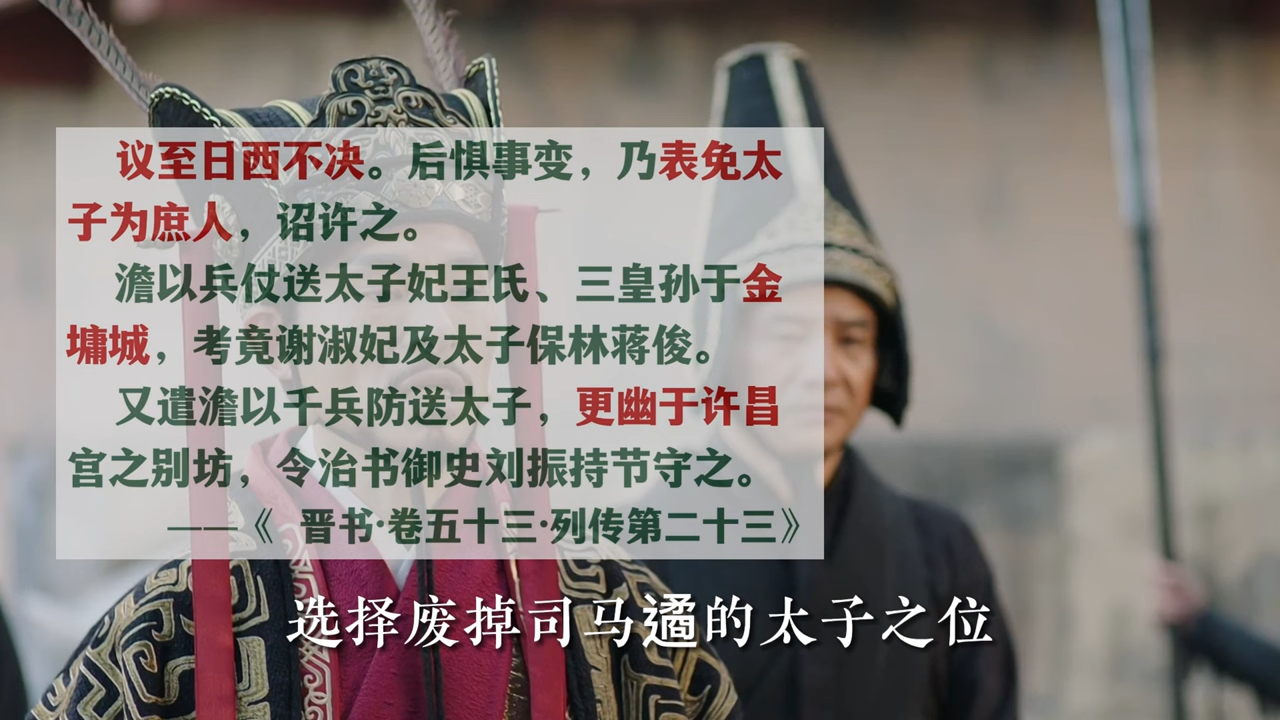 议至日西不决。后惧事变，乃表免太
子为庶人，诏许之。
澹以兵仗送太子妃王氏、三皇孙于金
墉城，考竟谢淑妃及太子保林蒋俊。
又遣澹以千兵防送太子，更幽于许昌
宫之别坊，令治书御史刘振持节守之。
——《 晋书·卷五十三·列传第二十三》
选择废掉司马遹的太子之位